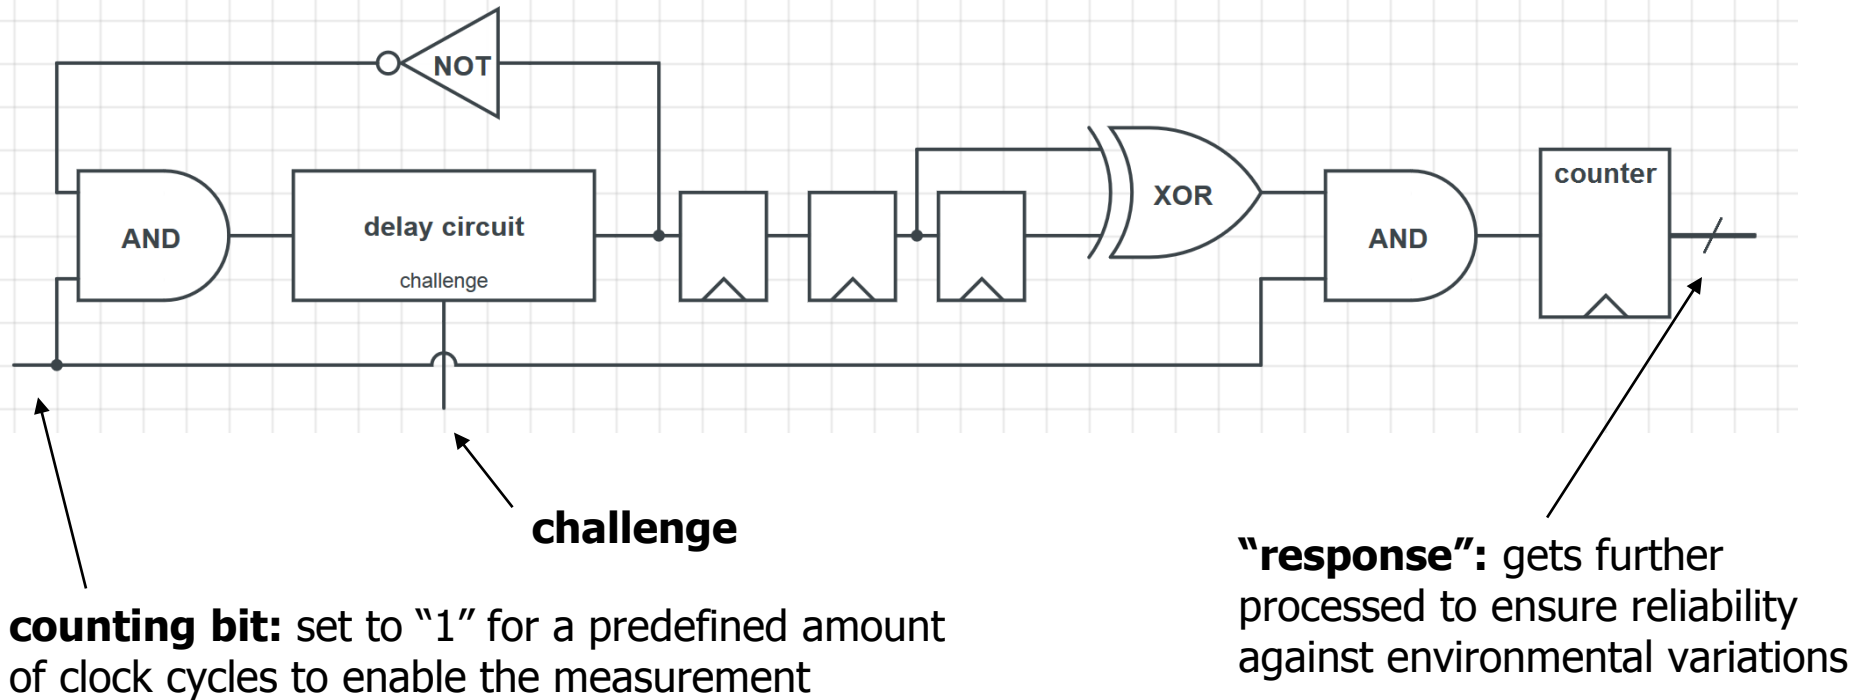 NOT
AND
delay circuit
challenge
XOR
AND
counter
challenge
counting bit: set to “1” for a predefined amount
of clock cycles to enable the measurement
“response”: gets further
processed to ensure reliability
against environmental variations